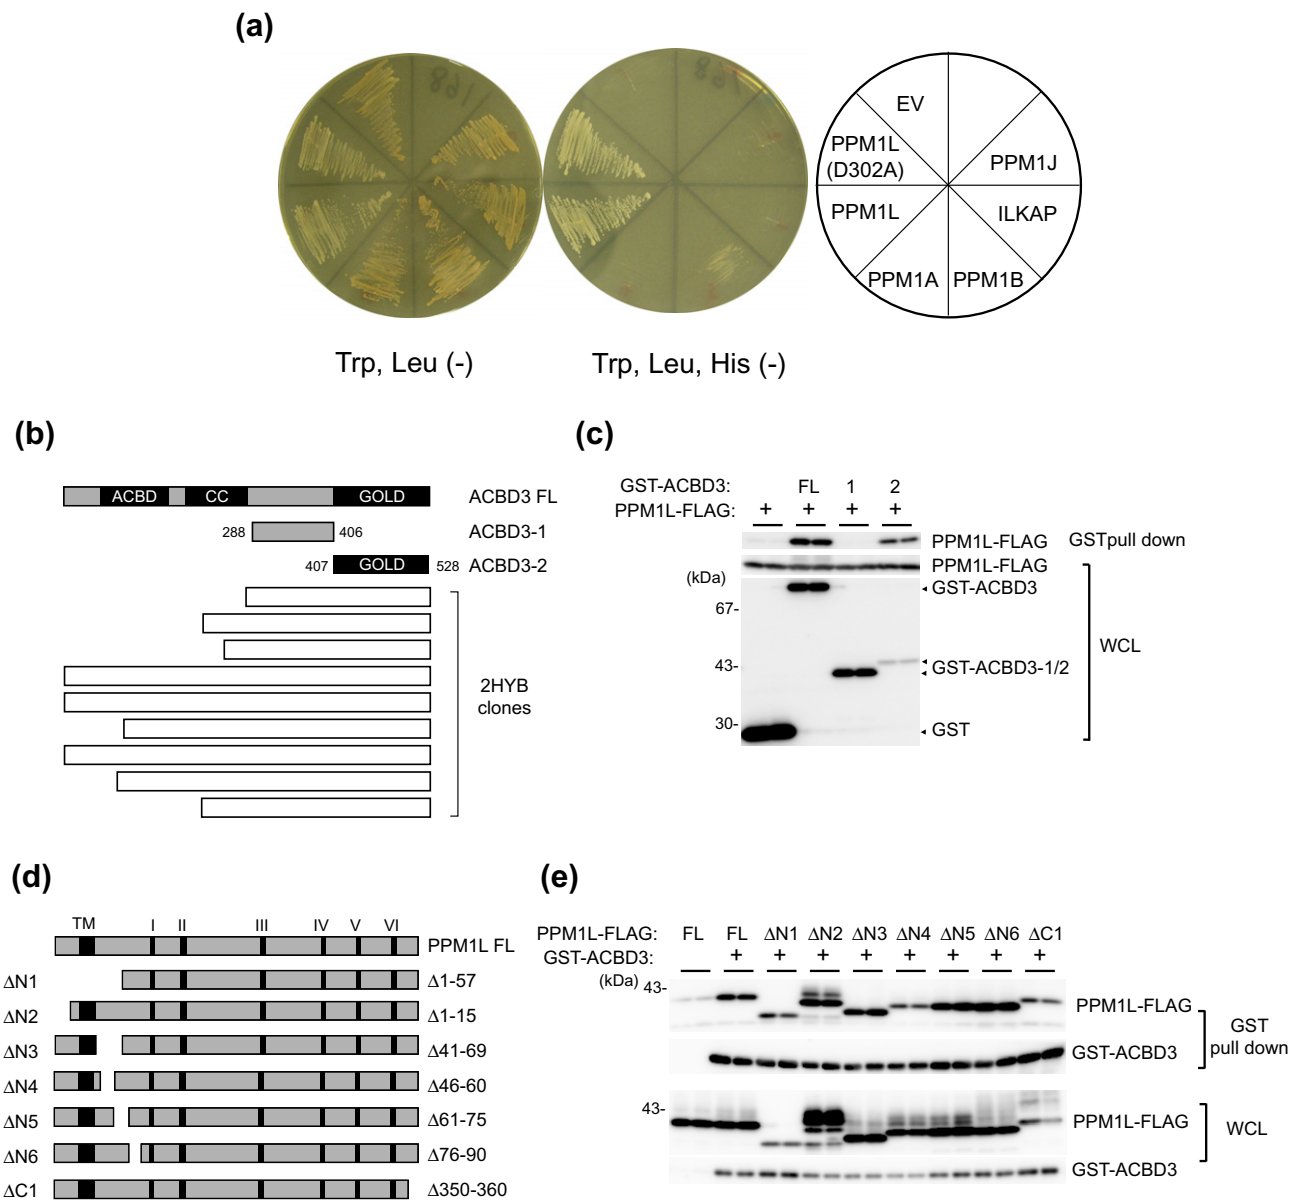 (a)
EV
PPM1L
(D302A)
PPM1J
PPM1L
ILKAP
PPM1A
PPM1B
Trp, Leu (-)
Trp, Leu, His (-)
(b)
ACBD CC GOLD ACBD3 FL
288 406 ACBD3-1
407 GOLD 528 ACBD3-2
2HYB
clones
(c)
GST-ACBD3: FL 1 2
PPM1L-FLAG: + + + +
PPM1L-FLAG GSTpull down
PPM1L-FLAG
(kDa)
GST-ACBD3
67-
WCL
43-
GST-ACBD3-1/2
30-
GST
(d)
TM I II III IV V VI
PPM1L FL
ΔN1 Δ1-57
ΔN2 Δ1-15
ΔN3 Δ41-69
ΔN4 Δ46-60
ΔN5 Δ61-75
ΔN6 Δ76-90
ΔC1 Δ350-360
(e)
PPM1L-FLAG: FL FL ΔN1 ΔN2 ΔN3 ΔN4 ΔN5 ΔN6 ΔC1
GST-ACBD3: + + + + + + + +
(kDa)
43-
PPM1L-FLAG
GST
pull down
GST-ACBD3
43-
PPM1L-FLAG
WCL
GST-ACBD3